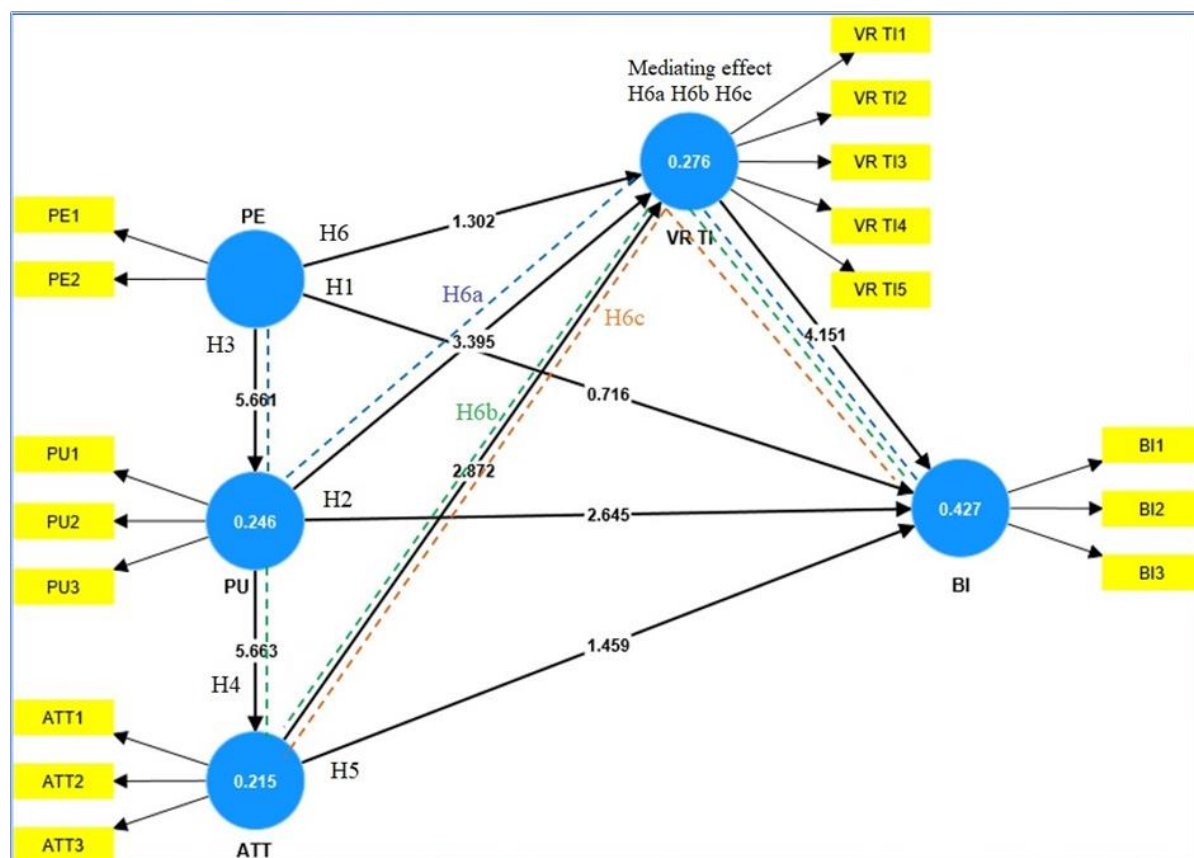 VR TI1
Mediating effect
H6a H6b H6c
VR TI2
0.276
VR TI3
VR TI4
VR TI5
VR TI
PE1
PE2
PE
H6
1.302
H1
H3
H6a
H6c
3.395
4.151
5.661
0.716
H6b
PU1
PU2
PU3
2.872
H2
0.246
2.645
PU
BI1
BI2
BI3
0.427
BI
5.663
1.459
H4
ATT1
ATT2
ATT3
0.215
H5
ATT